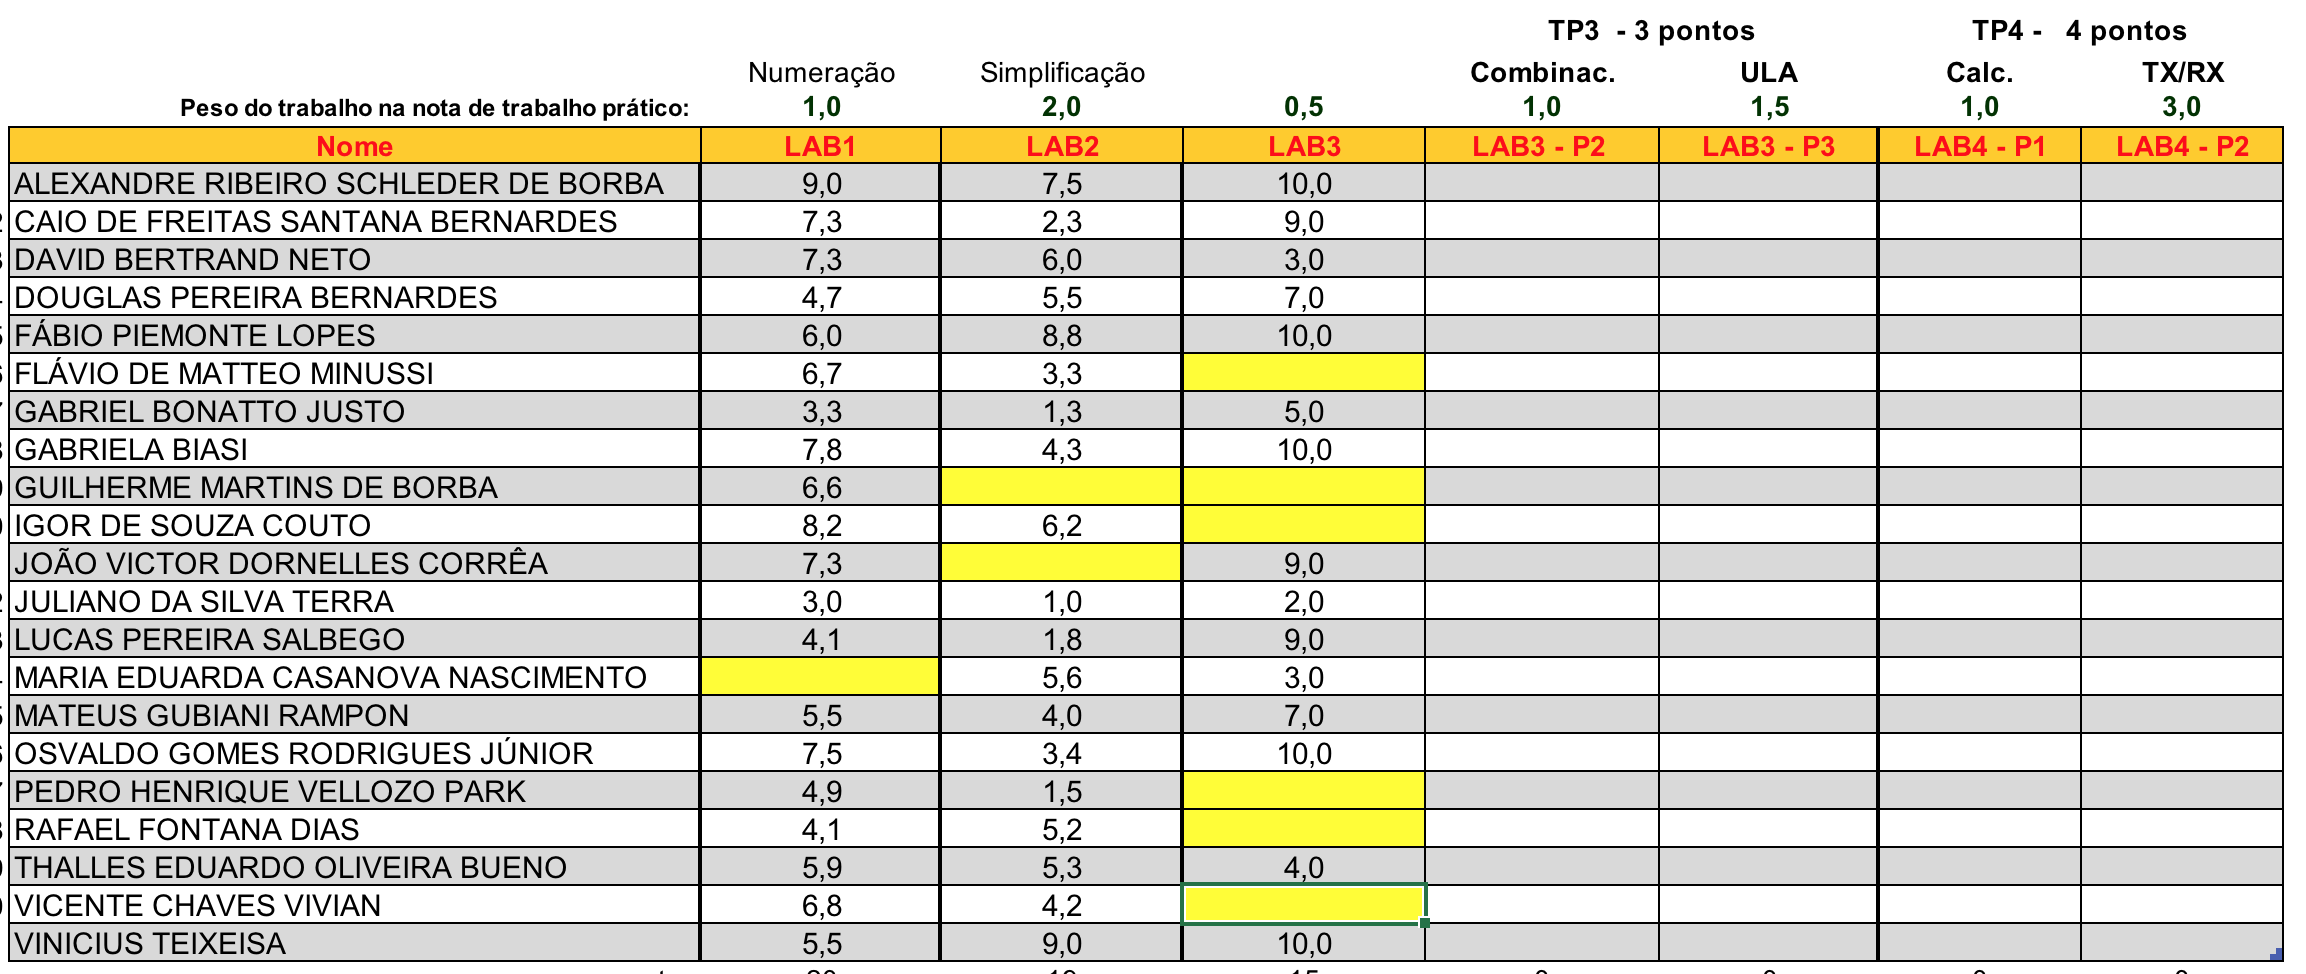 TP3 - 3 pontos TP4 - 4 pontos
Numeração Simplificação Combinac. ULA Calc. TX/RX
Peso do trabalho na nota de trabalho prático: 1,0 2,0 0,5 1,0 1,5 1,0 3,0
Nome LAB1 LAB2 LAB3 LAB3 - P2 LAB3 - P3 LAB4 - P1 LAB4 - P2
ALEXANDRE RIBEIRO SCHLEDER DE BORBA 9,0 7,5 10,0
CAIO DE FREITAS SANTANA BERNARDES 7,3 2,3 9,0
DAVID BERTRAND NETO 7,3 6,0 3,0
DOUGLAS PEREIRA BERNARDES 4,7 5,5 7,0
FÁBIO PIEMONTE LOPES 6,0 8,8 10,0
FLÁVIO DE MATTEO MINUSSI 6,7 3,3
GABRIEL BONATTO JUSTO 3,3 1,3 5,0
GABRIELA BIASI 7,8 4,3 10,0
GUILHERME MARTINS DE BORBA 6,6
IGOR DE SOUZA COUTO 8,2 6,2
JOÃO VICTOR DORNELLES CORRÊA 7,3 9,0
JULIANO DA SILVA TERRA 3,0 1,0 2,0
LUCAS PEREIRA SALBEGO 4,1 1,8 9,0
MARIA EDUARDA CASANOVA NASCIMENTO 5,6 3,0
MATEUS GUBIANI RAMPON 5,5 4,0 7,0
OSVALDO GOMES RODRIGUES JÚNIOR 7,5 3,4 10,0
PEDRO HENRIQUE VELLOZO PARK 4,9 1,5
RAFAEL FONTANA DIAS 4,1 5,2
THALLES EDUARDO OLIVEIRA BUENO 5,9 5,3 4,0
VICENTE CHAVES VIVIAN 6,8 4,2
VINICIUS TEIXEISA 5,5 9,0 10,0